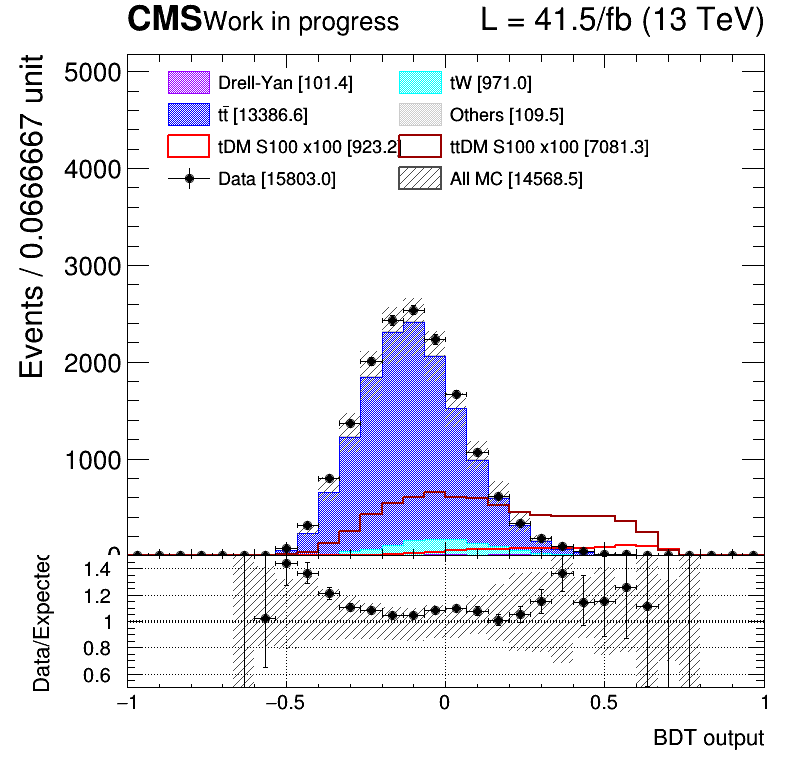 CMS Work in progress L = 41.5/fb (13 TeV)
Events / 0.0666667 unit
5000
4000
3000
2000
1000
0
Drell-Yan [101.4] tW [971.0]
tt̄ [13386.6] Others [109.5]
tDM S100 x100 [923.2] ttDM S100 x100 [7081.3]
Data [15803.0] All MC [14568.5]
Data/Expected
1.4
1.2
1
0.8
0.6
−1 −0.5 0 0.5 1
BDT output